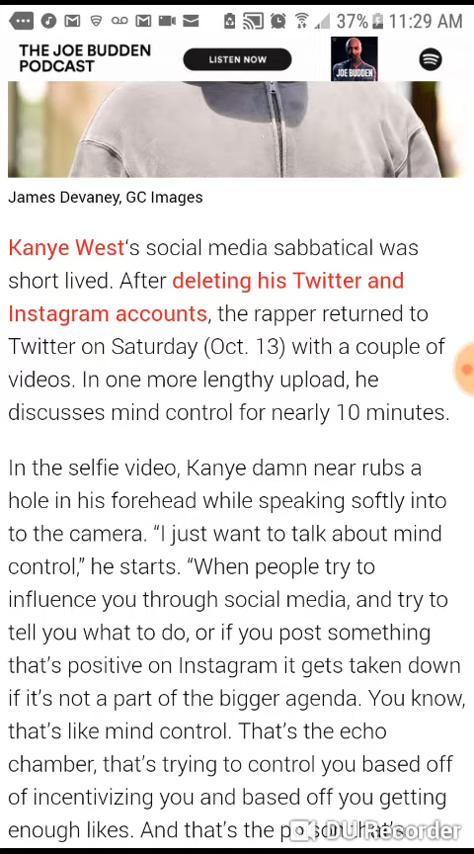 37% 11:29 AM
THE JOE BUDDEN
PODCAST
LISTEN NOW
JOE BUDDEN
James Devaney, GC Images
Kanye West's social media sabbatical was
short lived. After deleting his Twitter and
Instagram accounts, the rapper returned to
Twitter on Saturday (Oct. 13) with a couple of
videos. In one more lengthy upload, he
discusses mind control for nearly 10 minutes.
In the selfie video, Kanye damn near rubs a
hole in his forehead while speaking softly into
to the camera. “I just want to talk about mind
control,” he starts. “When people try to
influence you through social media, and try to
tell you what to do, or if you post something
that's positive on Instagram it gets taken down
if it's not a part of the bigger agenda. You know,
that's like mind control. That's the echo
chamber, that's trying to control you based off
of incentivizing you and based off you getting
enough likes. And that's the
DU Recorder